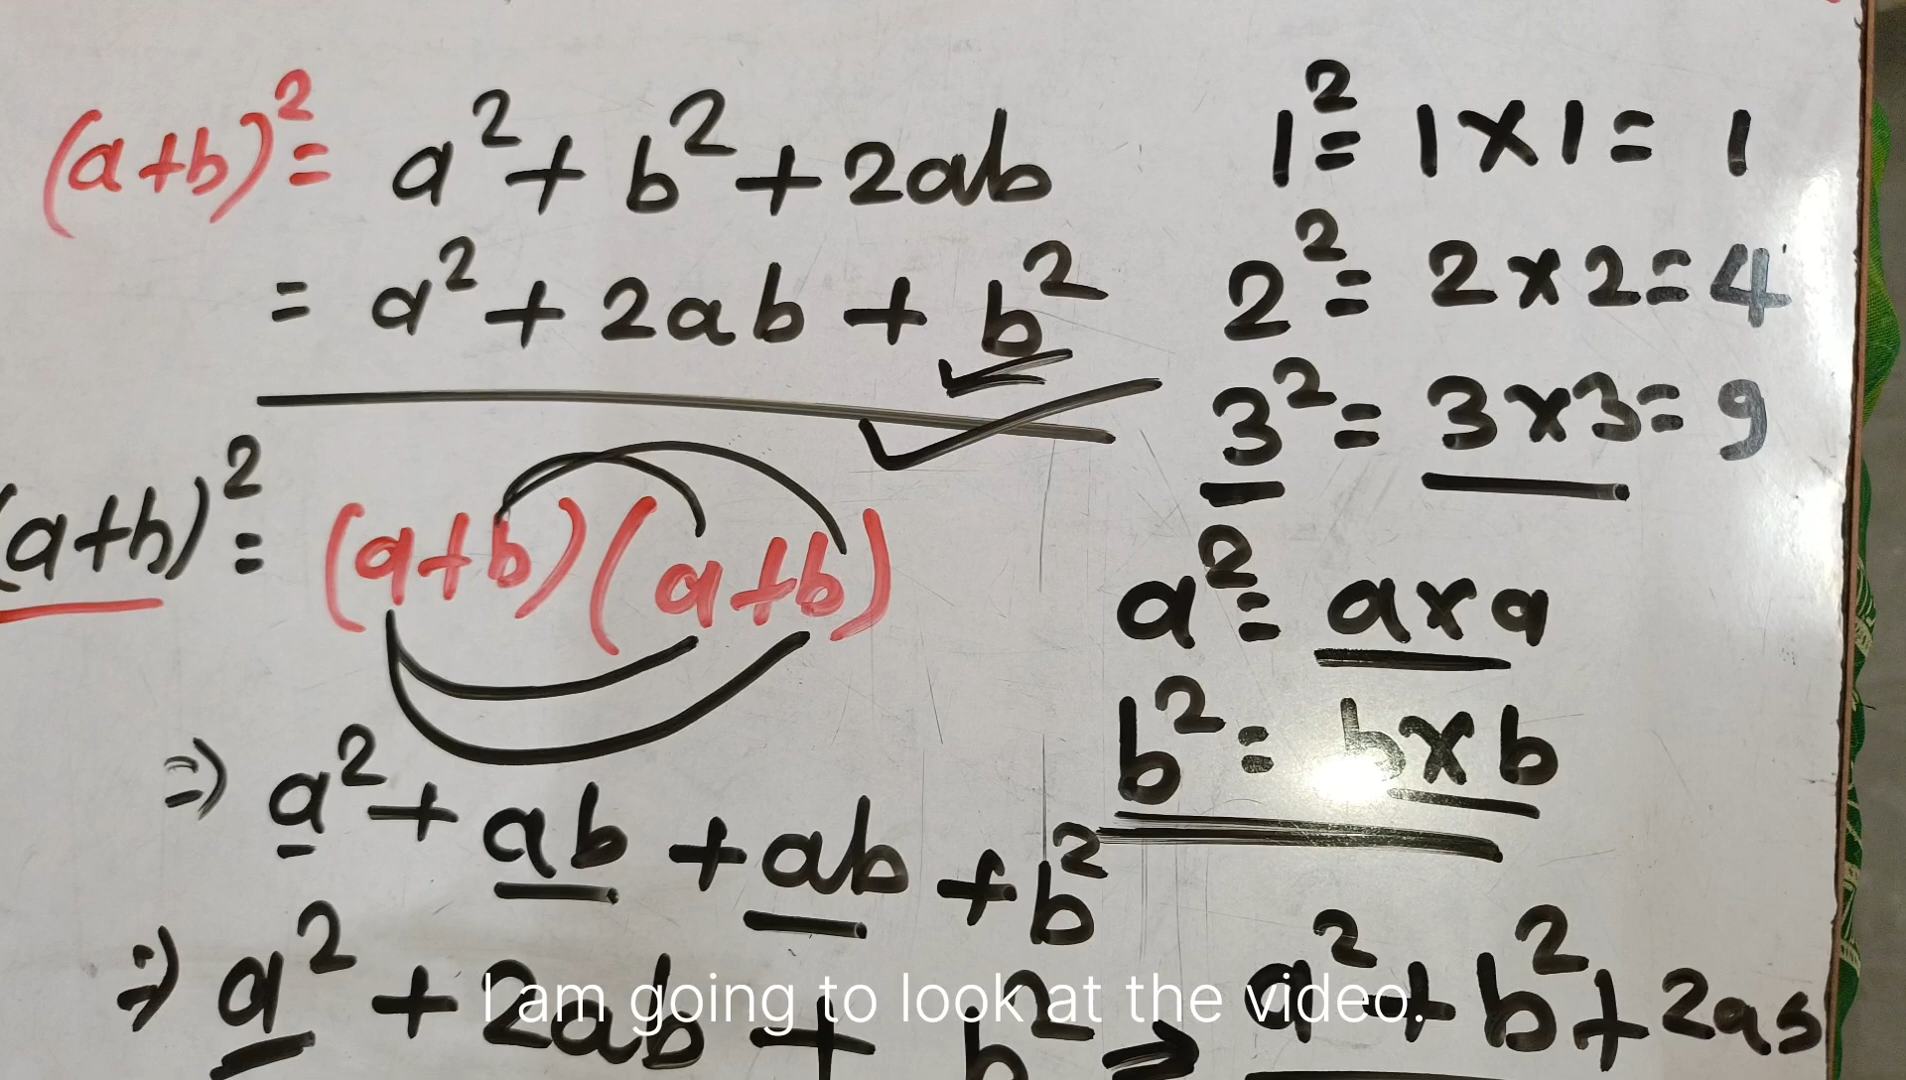 (a+b)²= a²+ b²+2ab
= a²+2ab+b²
(a+b)²= (a+b)(a+b)
=) a²+ab+ab+b²
=) a²+2ab+b² → a²+b²+2ab
1²= 1×1= 1
2²= 2×2=4
3²= 3×3=9
a²= a×a
b²= b×b
I am going to look at the video.